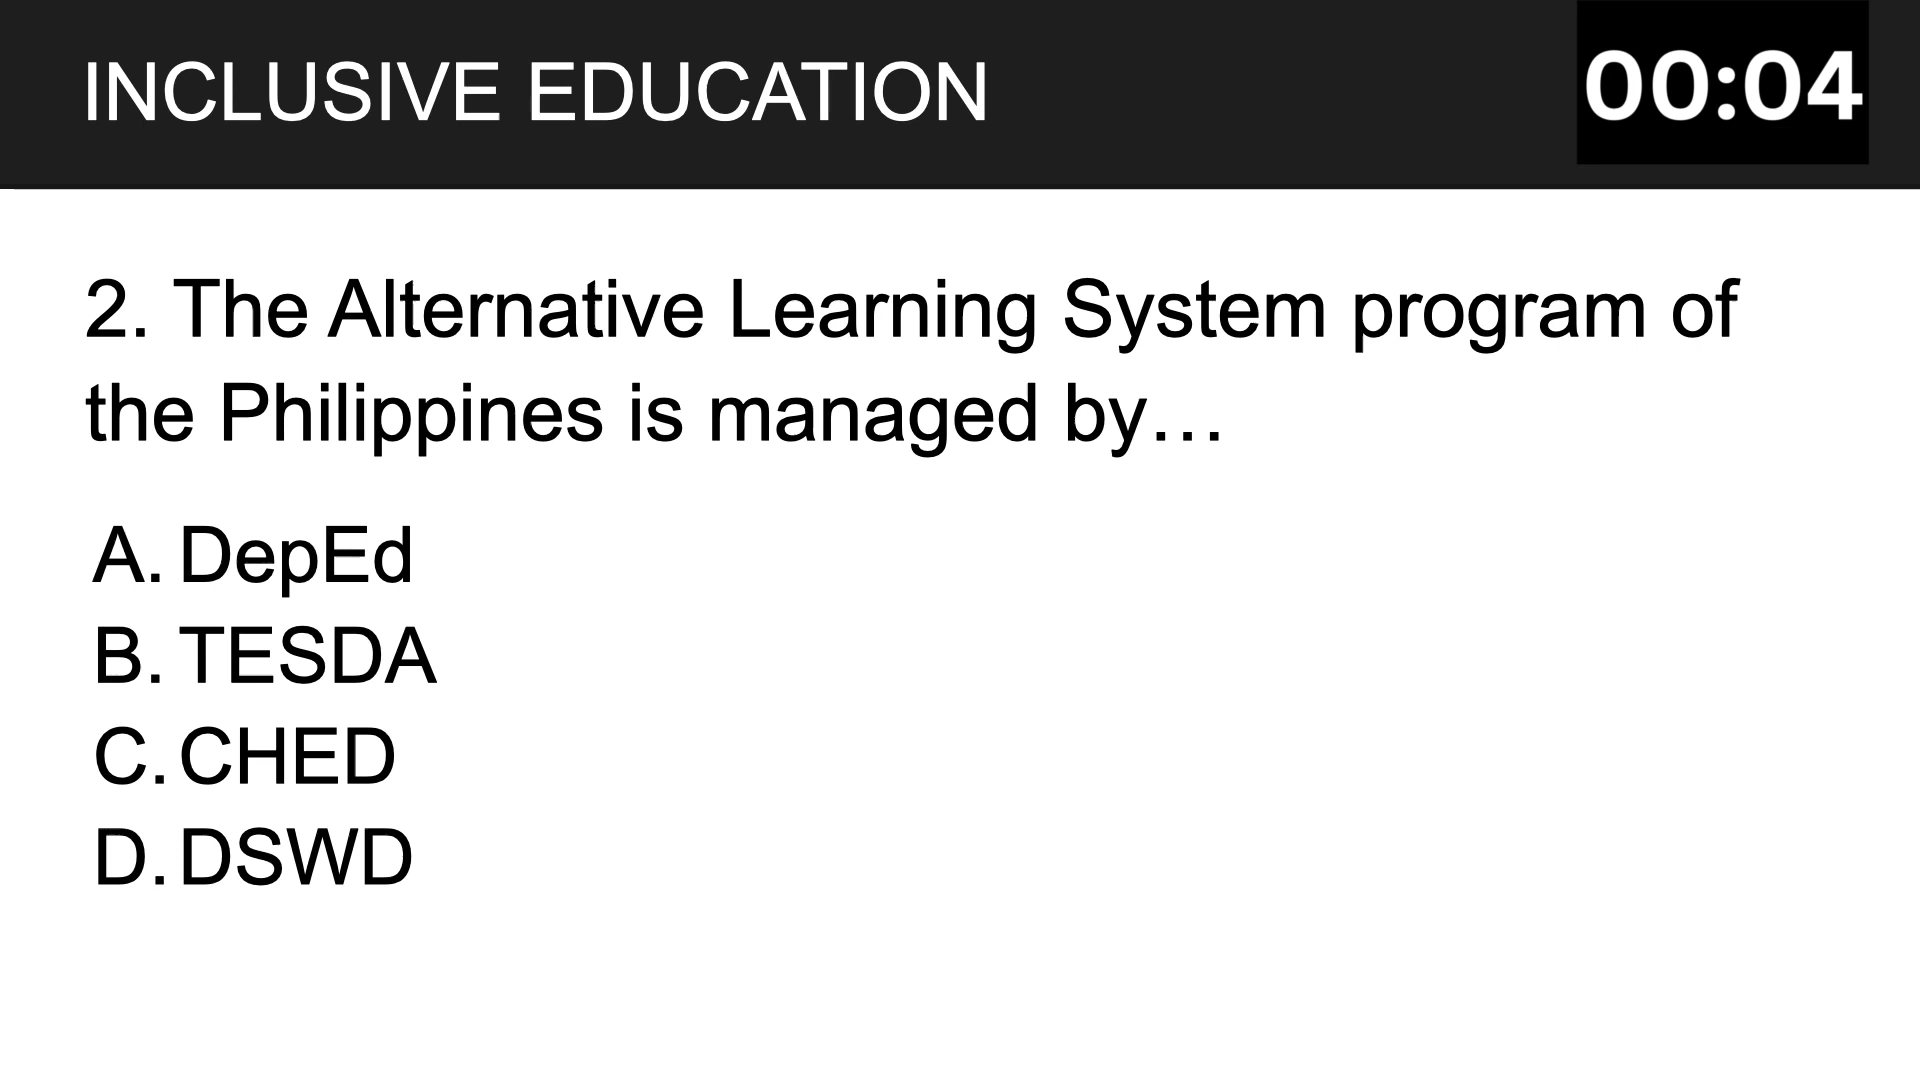 INCLUSIVE EDUCATION
00:04
2. The Alternative Learning System program of
the Philippines is managed by…
A. DepEd
B. TESDA
C. CHED
D. DSWD